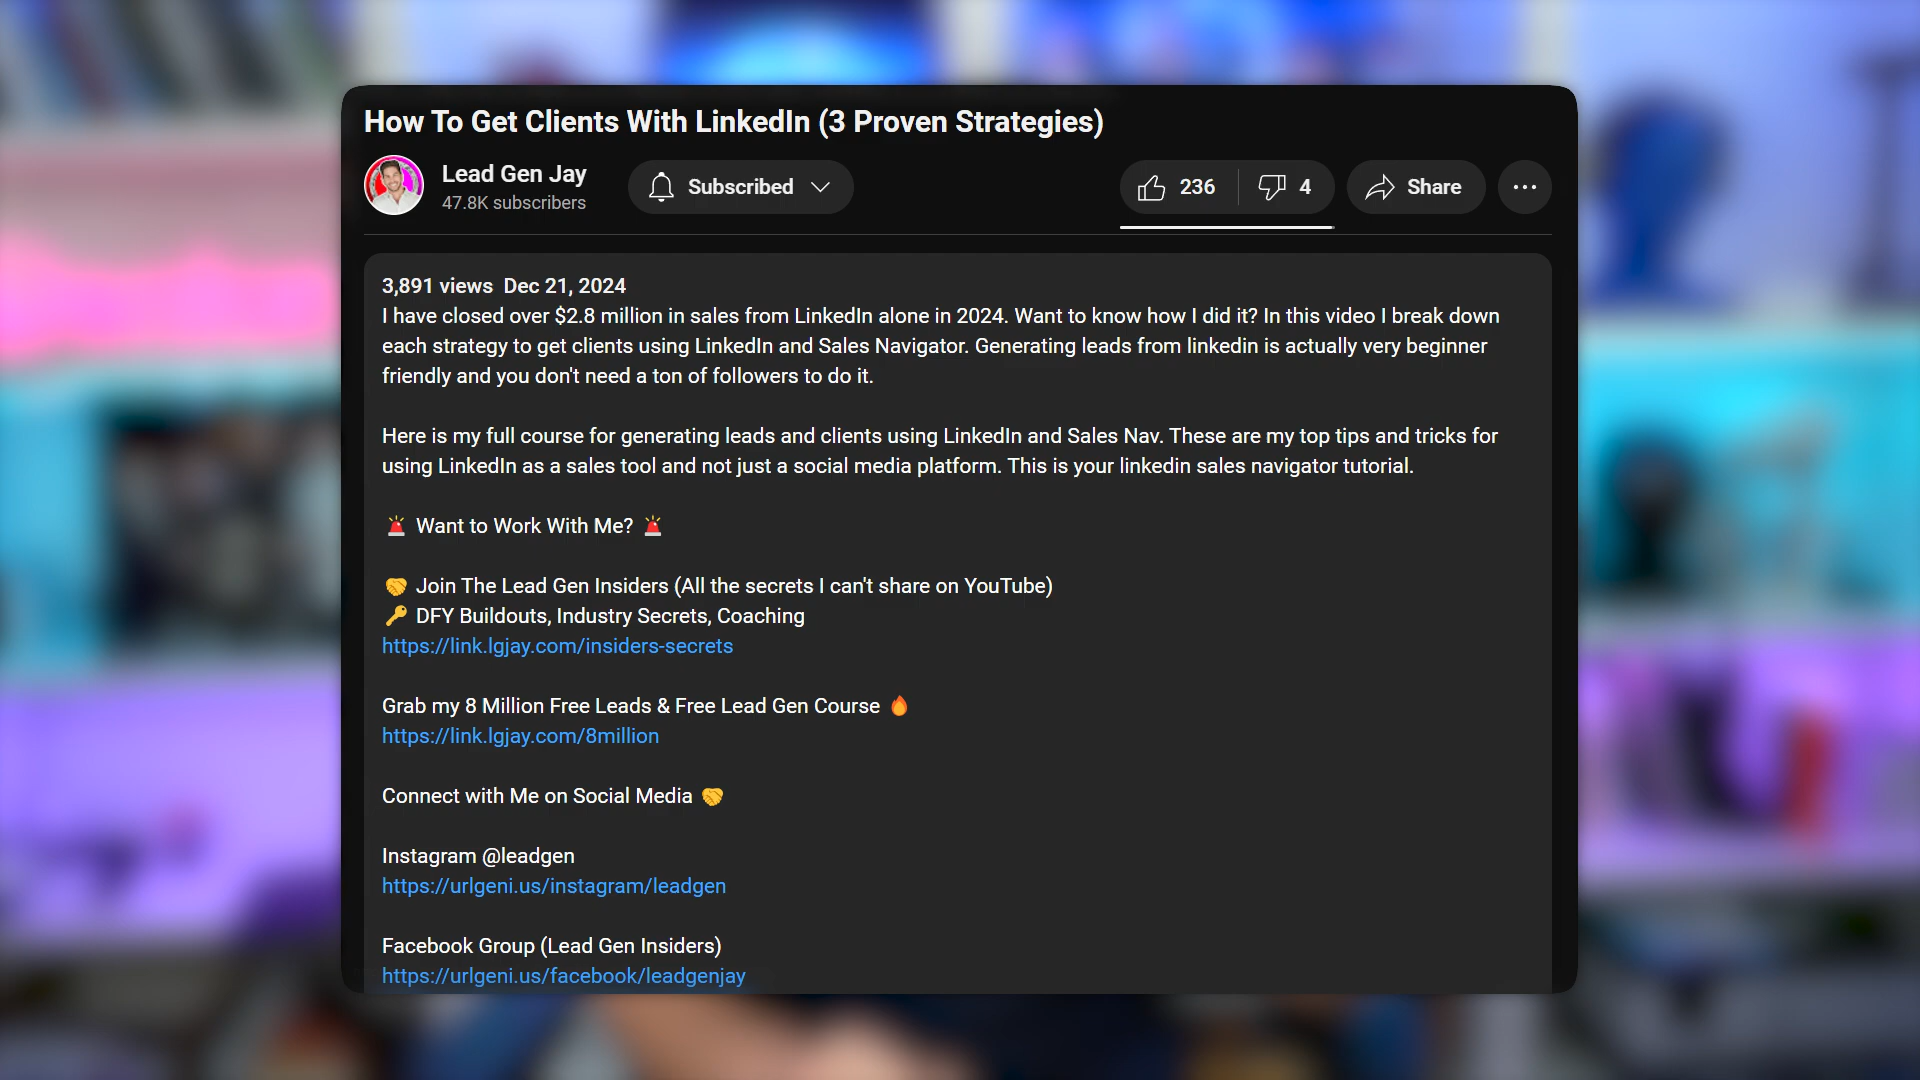 How To Get Clients With LinkedIn (3 Proven Strategies)
Lead Gen Jay
47.8K subscribers
Subscribed
236
4
Share
3,891 views Dec 21, 2024
I have closed over $2.8 million in sales from LinkedIn alone in 2024. Want to know how I did it? In this video I break down
each strategy to get clients using LinkedIn and Sales Navigator. Generating leads from linkedin is actually very beginner
friendly and you don't need a ton of followers to do it.
Here is my full course for generating leads and clients using LinkedIn and Sales Nav. These are my top tips and tricks for
using LinkedIn as a sales tool and not just a social media platform. This is your linkedin sales navigator tutorial.
🚨 Want to Work With Me? 🚨
🤝 Join The Lead Gen Insiders (All the secrets I can't share on YouTube)
🔑 DFY Buildouts, Industry Secrets, Coaching
https://link.lgjay.com/insiders-secrets
Grab my 8 Million Free Leads & Free Lead Gen Course 🔥
https://link.lgjay.com/8million
Connect with Me on Social Media 🤝
Instagram @leadgen
https://urlgeni.us/instagram/leadgen
Facebook Group (Lead Gen Insiders)
https://urlgeni.us/facebook/leadgenjay